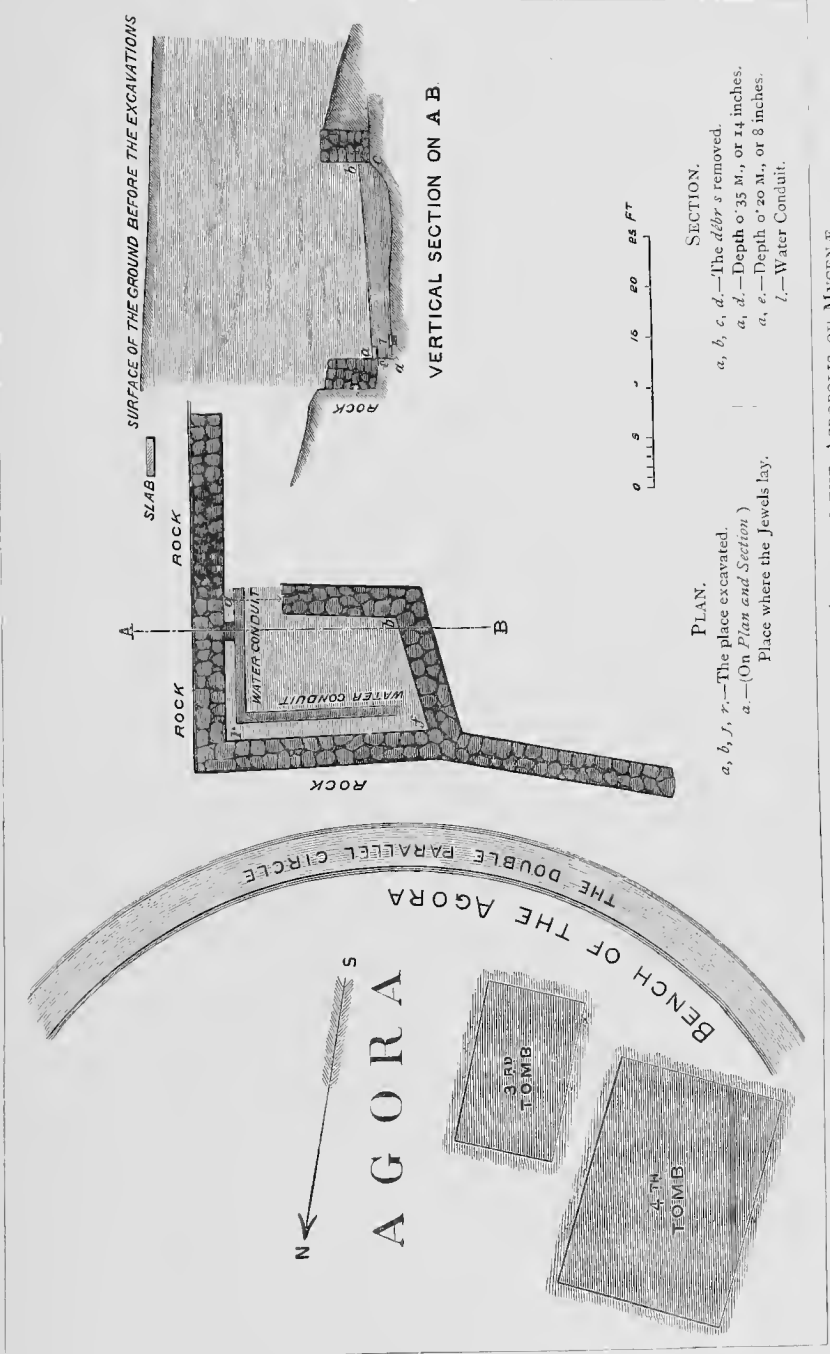 N
S
AGORA
3RD
TOMB
4TH
TOMB
BENCH OF THE AGORA
THE DOUBLE PARALLEL CIRCLE
ROCK
ROCK
ROCK
SLAB
A
B
a
b
f
r
WATER CONDUIT
WATER CONDUIT
SURFACE OF THE GROUND BEFORE THE EXCAVATIONS
ROCK
a
b
c
d
VERTICAL SECTION ON A B.
0 5 15 20 25 FT
PLAN.
a, b, f, r.—The place excavated.
a.—(On Plan and Section)
Place where the Jewels lay.
SECTION.
a, b, c, d.—The débr s removed.
a, d.—Depth 0·35 M., or 14 inches.
a, e.—Depth 0·20 M., or 8 inches.
l.—Water Conduit.